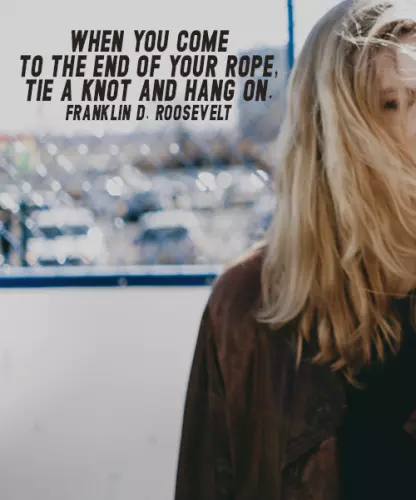 WHEN YOU COME
TO THE END OF YOUR ROPE,
TIE A KNOT AND HANG ON.
FRANKLIN D. ROOSEVELT